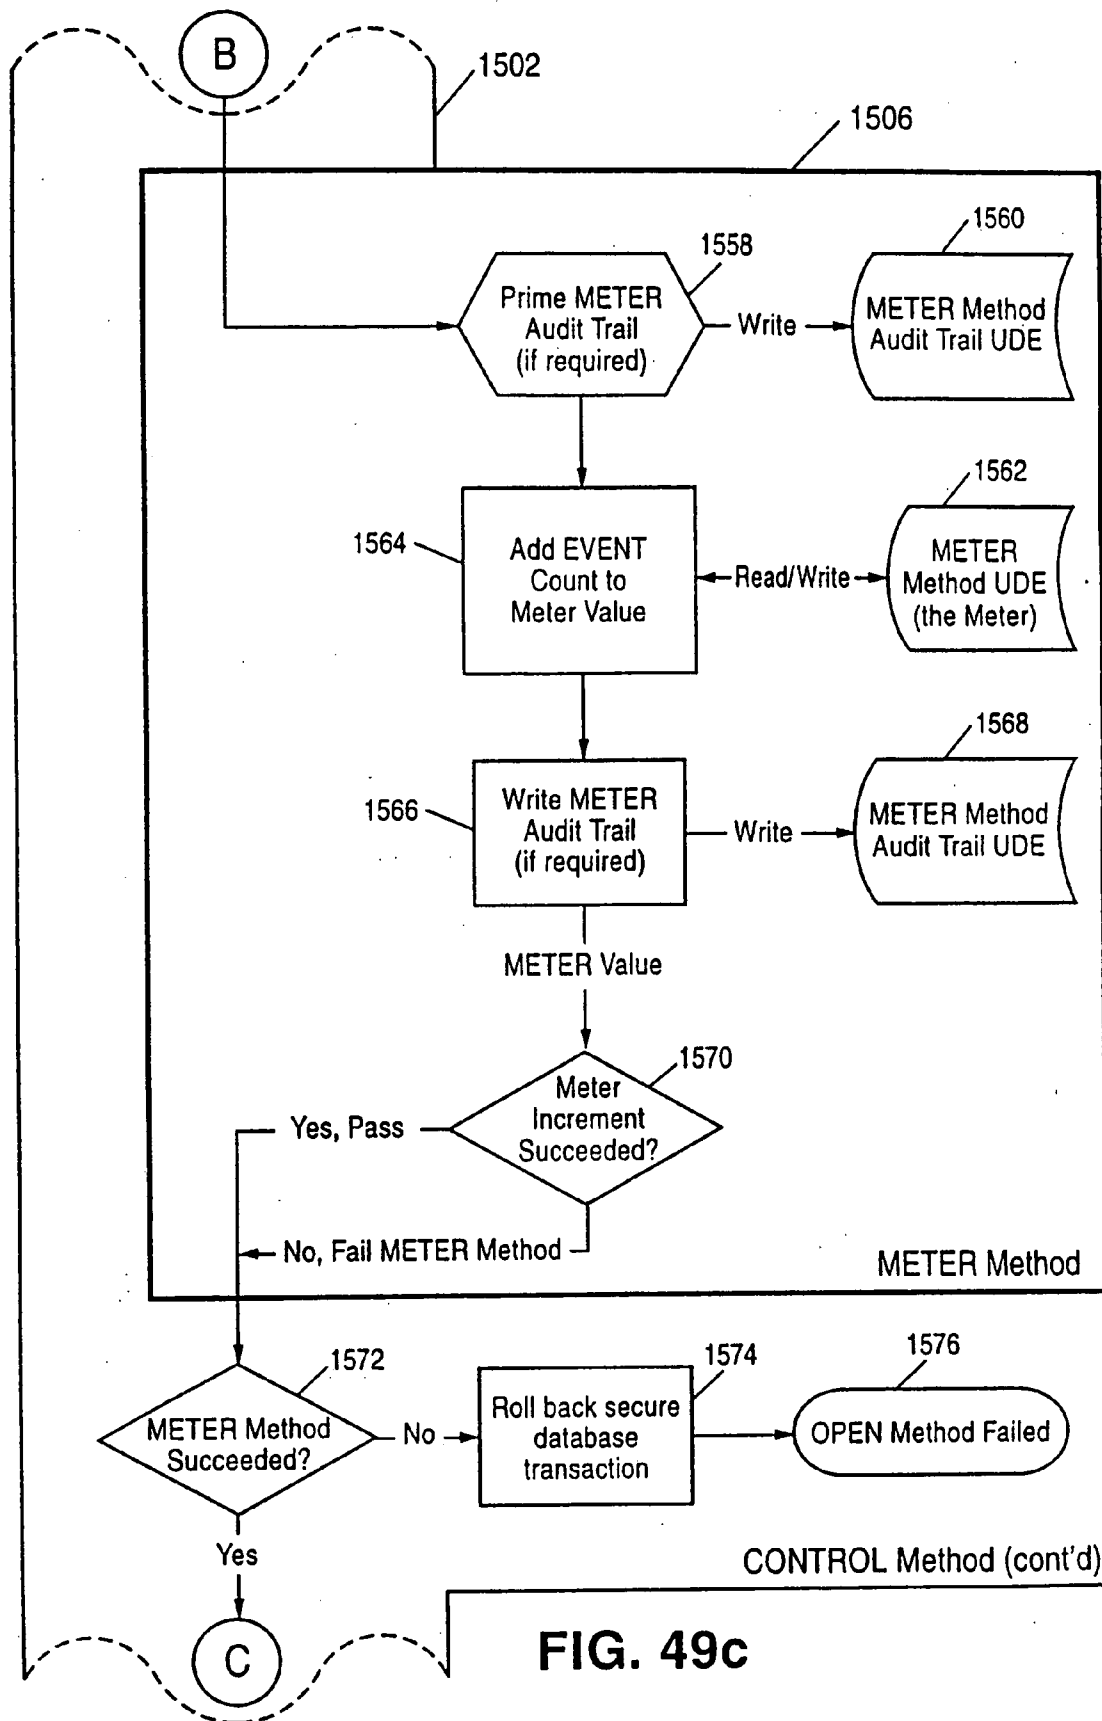 B
1502
1506
1558
1560
Prime METER
Audit Trail
(if required)
Write
METER Method
Audit Trail UDE
1562
1564
Add EVENT
Count to
Meter Value
Read/Write
METER
Method UDE
(the Meter)
1568
1566
Write METER
Audit Trail
(if required)
Write
METER Method
Audit Trail UDE
METER Value
1570
Meter
Increment
Succeeded?
Yes, Pass
No, Fail METER Method
METER Method
1572
METER Method
Succeeded?
No
1574
Roll back secure
database
transaction
1576
OPEN Method Failed
Yes
CONTROL Method (cont'd)
C
FIG. 49c